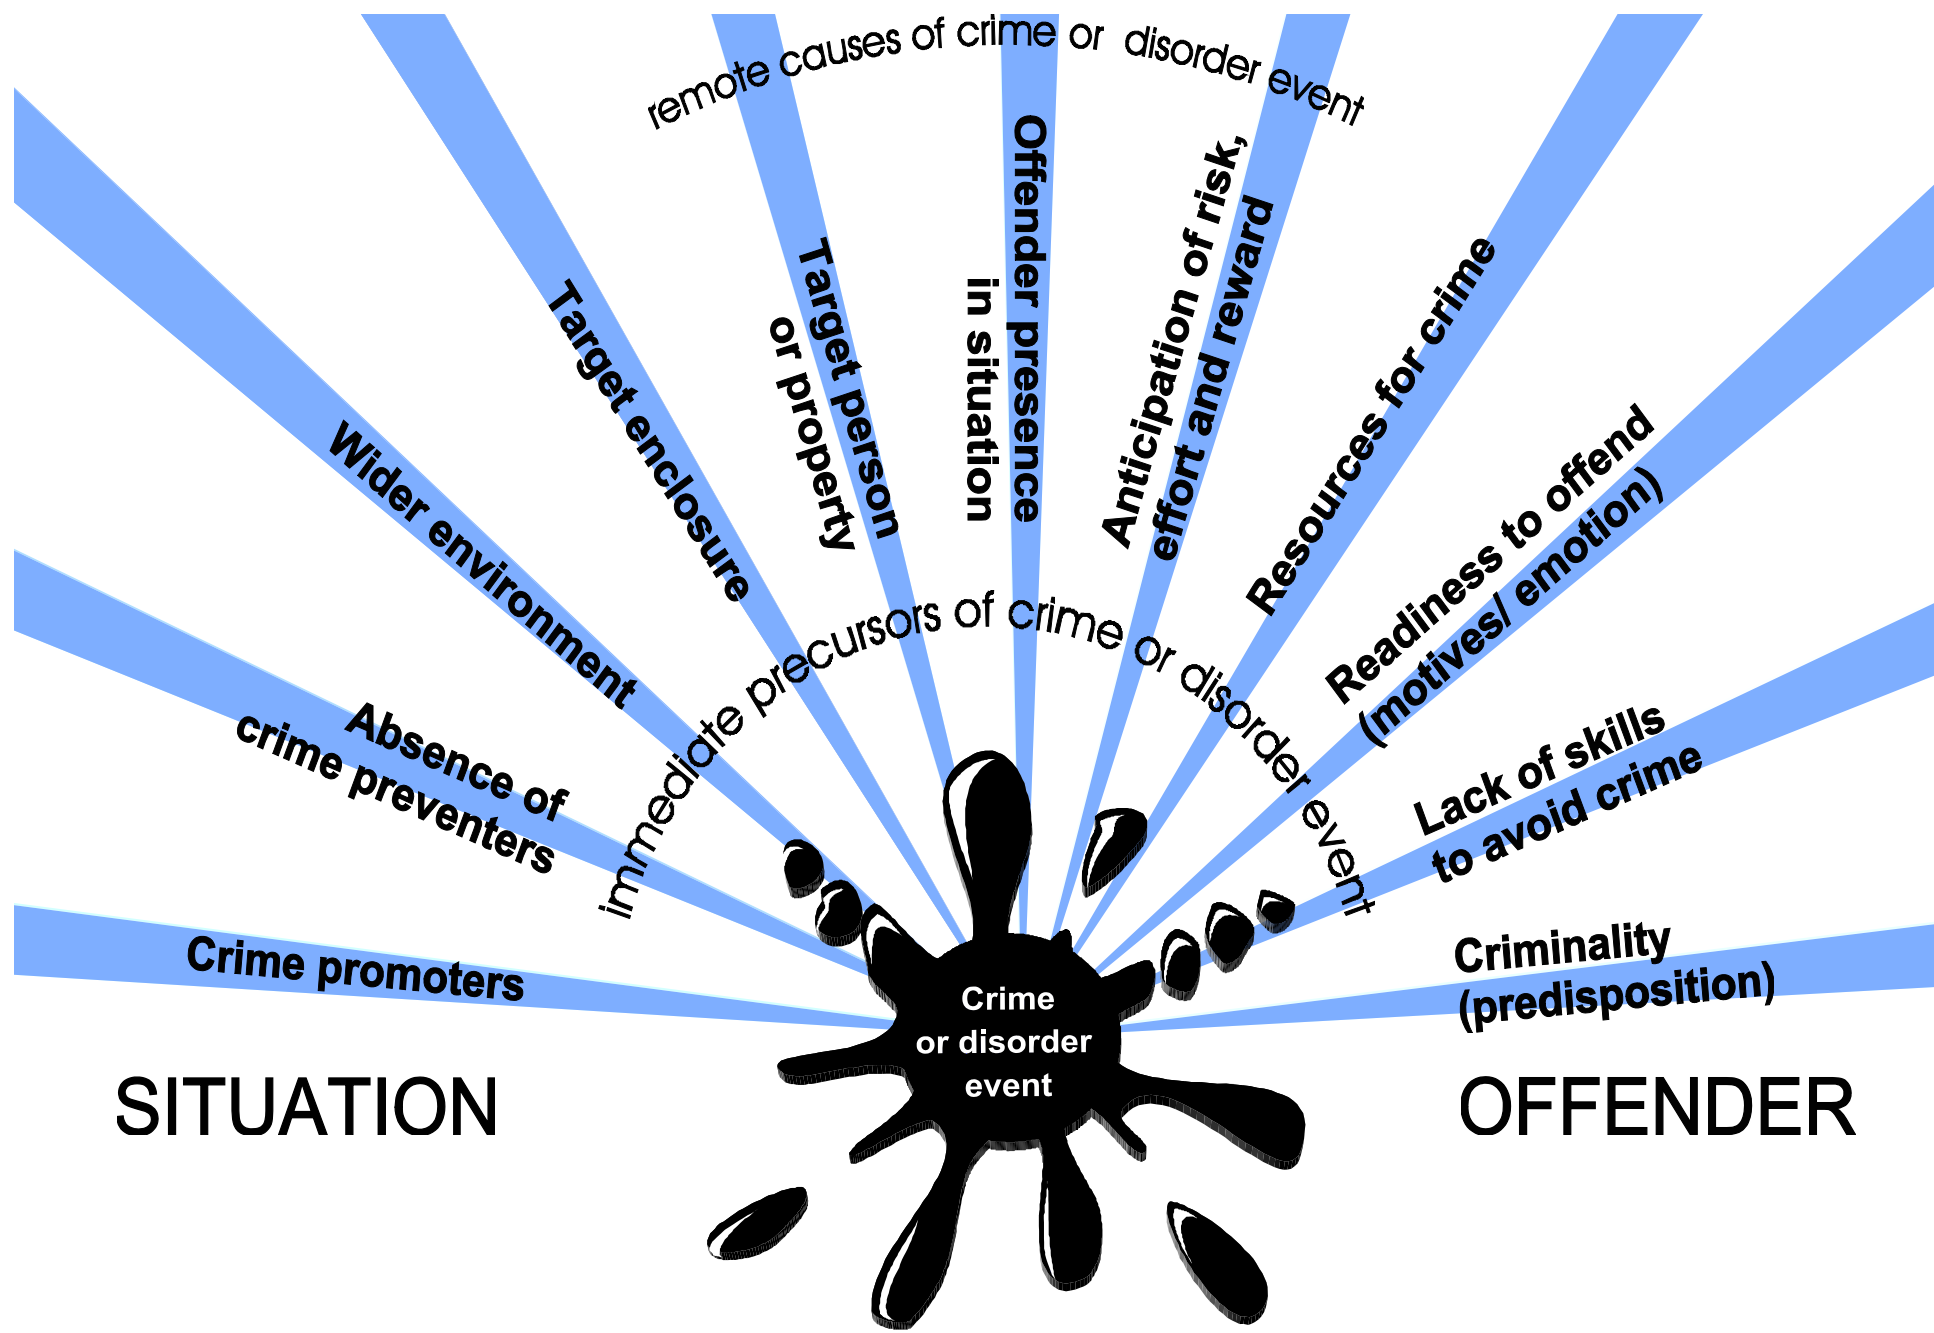 remote causes of crime or disorder event
Crime promoters
Absence of
crime preventers
Wider environment
Target enclosure
Target person
or property
Offender presence
in situation
Anticipation of risk,
effort and reward
Resources for crime
Readiness to offend
(motives/ emotion)
Lack of skills
to avoid crime
Criminality
(predisposition)
immediate precursors of crime or disorder event
Crime
or disorder
event
SITUATION
OFFENDER